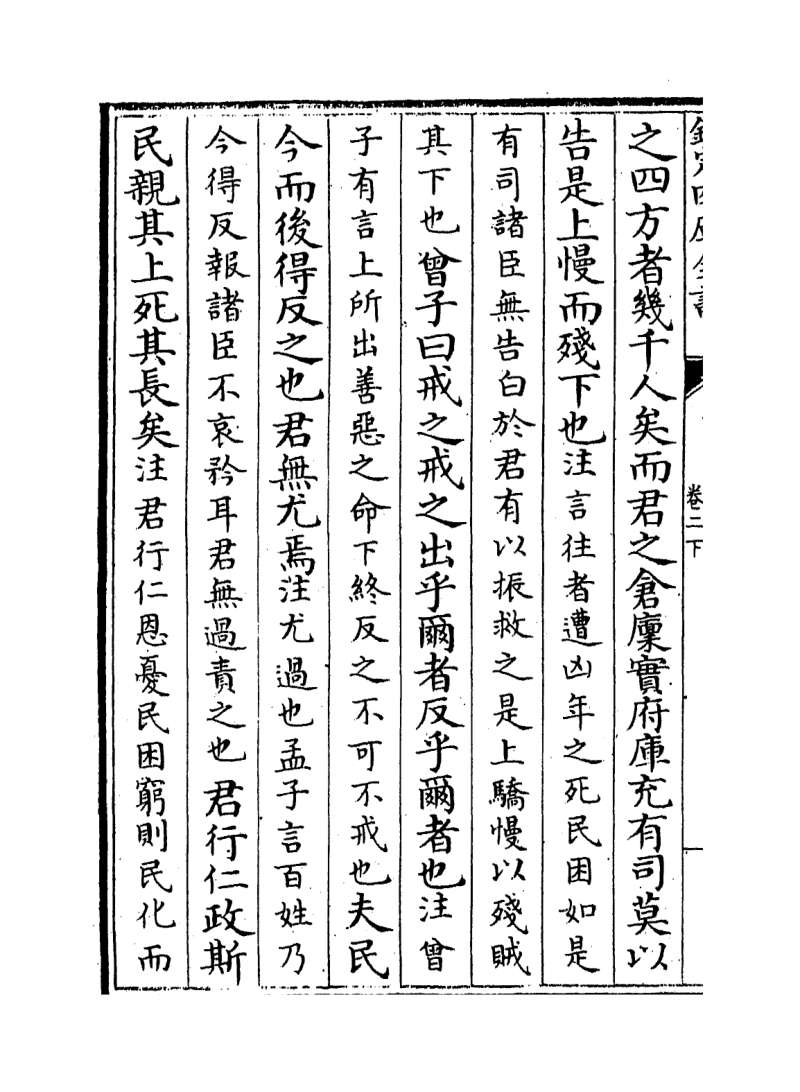 欽定四庫全書
卷二下
之四方者幾千人矣而君之倉廩實府庫充有司莫以
告是上慢而殘下也注言往者遭凶年之死民困如是
有司諸臣無告白於君有以振救之是上驕慢以殘賊
其下也曾子曰戒之戒之出乎爾者反乎爾者也注曾
子有言上所出善惡之命下終反之不可不戒也夫民
今而後得反之也君無尤焉注尤過也孟子言百姓乃
今得反報諸臣不哀矜耳君無過責之也君行仁政斯
民親其上死其長矣注君行仁恩憂民困窮則民化而